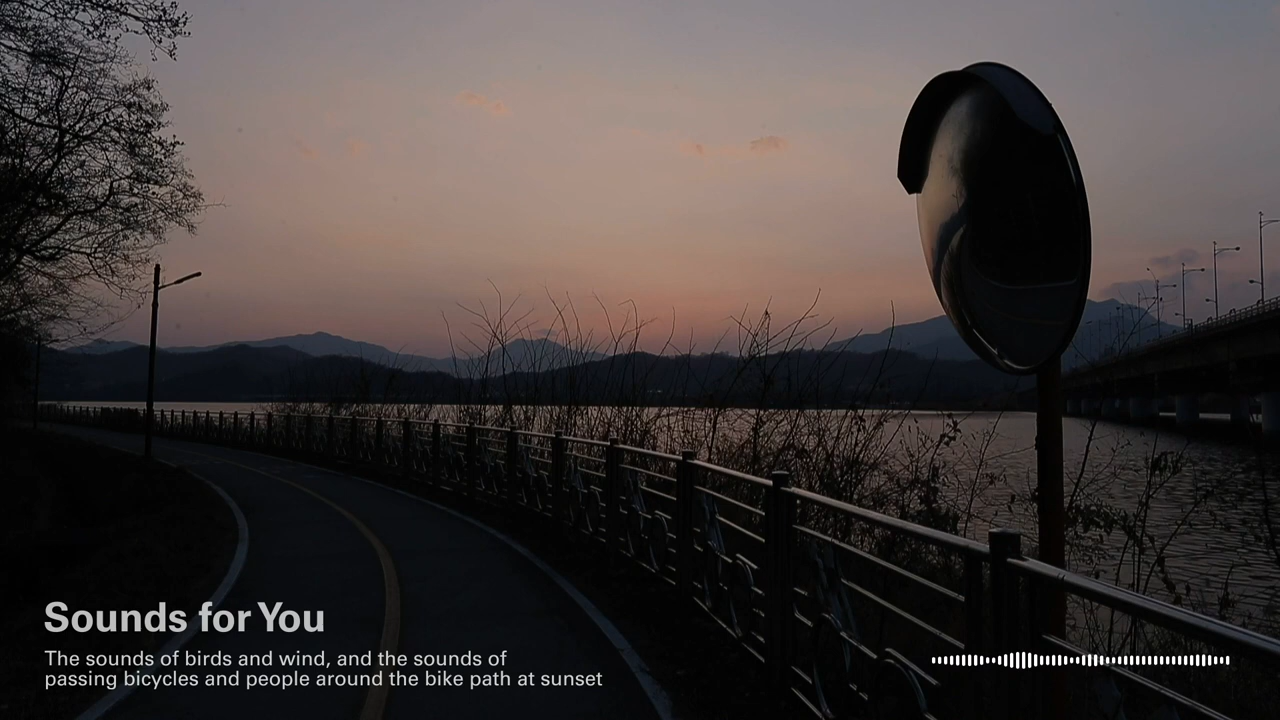 Sounds for You
The sounds of birds and wind, and the sounds of
passing bicycles and people around the bike path at sunset